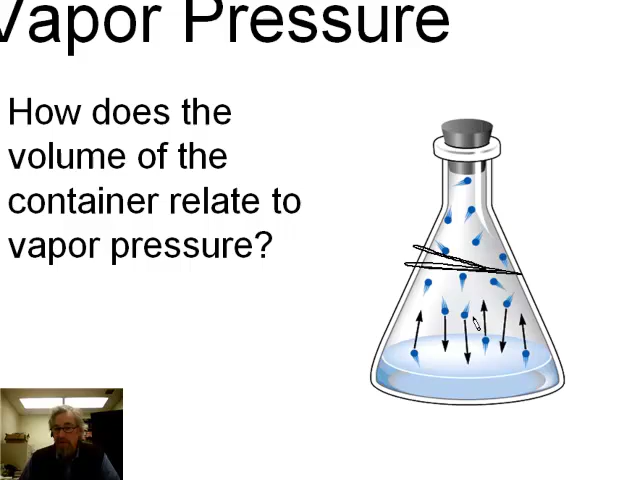 Vapor Pressure
How does the
volume of the
container relate to
vapor pressure?